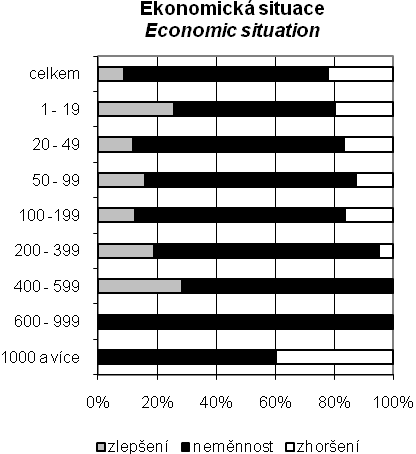 Ekonomická situace
Economic situation
celkem
1 - 19
20 - 49
50 - 99
100 -199
200 - 399
400 - 599
600 - 999
1000 a více
0% 20% 40% 60% 80% 100%
zlepšení neměnnost zhoršení